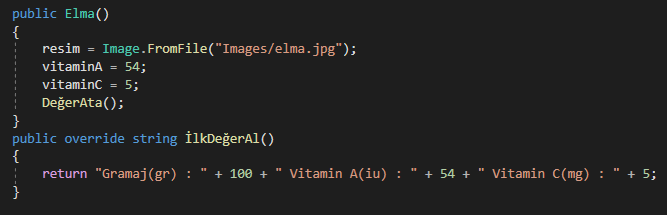 public Elma()
{
resim = Image.FromFile("Images/elma.jpg");
vitaminA = 54;
vitaminC = 5;
DeğerAta();
}
public override string İlkDeğerAl()
{
return "Gramaj(gr) : " + 100 + " Vitamin A(iu) : " + 54 + " Vitamin C(mg) : " + 5;
}